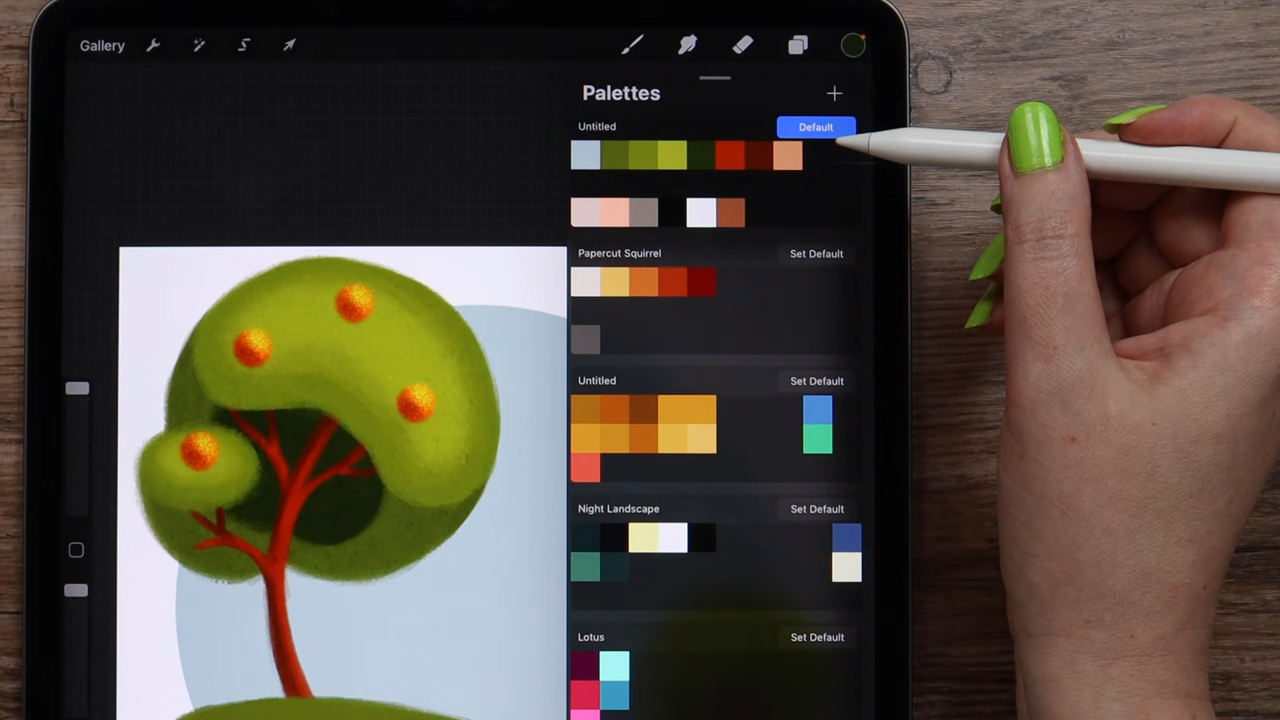 Gallery
Palettes
Untitled
Default
Papercut Squirrel
Set Default
Untitled
Set Default
Night Landscape
Set Default
Lotus
Set Default